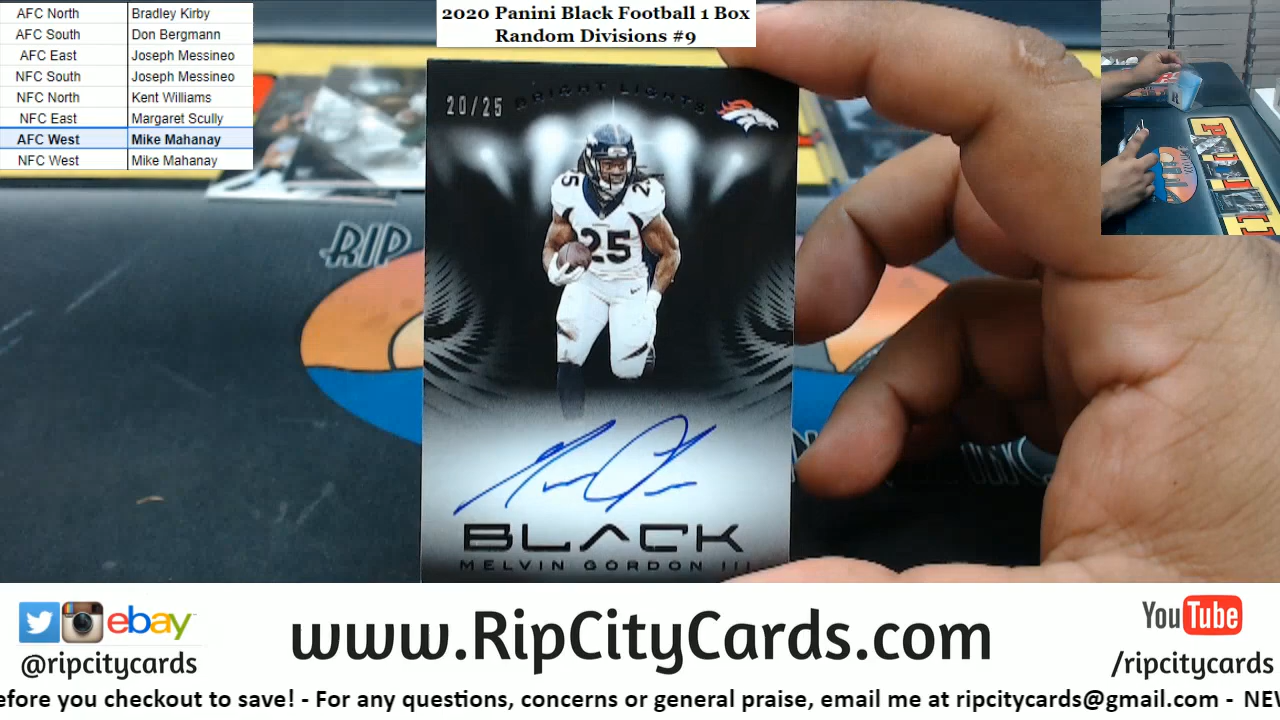 AFC North Bradley Kirby
AFC South Don Bergmann
AFC East Joseph Messineo
NFC South Joseph Messineo
NFC North Kent Williams
NFC East Margaret Scully
AFC West Mike Mahanay
NFC West Mike Mahanay
2020 Panini Black Football 1 Box
Random Divisions #9
20/25
BRIGHT LIGHTS
25
25
RIP
BLACK
MELVIN GORDON III
ebay
@ripcitycards
www.RipCityCards.com
YouTube
/ripcitycards
efore you checkout to save! - For any questions, concerns or general praise, email me at ripcitycards@gmail.com - NEW